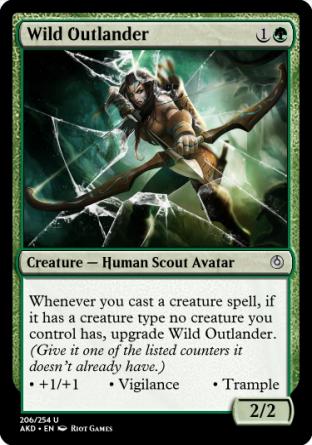 Wild Outlander 1
Creature — Human Scout Avatar
Whenever you cast a creature spell, if
it has a creature type no creature you
control has, upgrade Wild Outlander.
(Give it one of the listed counters it
doesn't already have.)
• +1/+1 • Vigilance • Trample
2/2
206/254 U
AKD • EN Riot Games